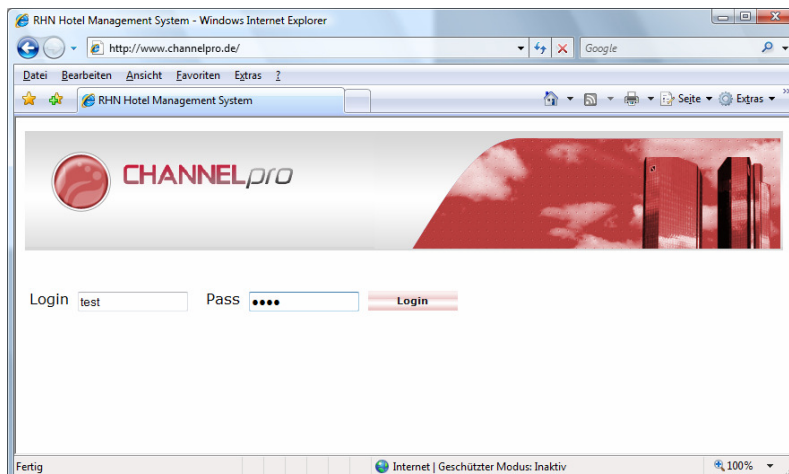 RHN Hotel Management System - Windows Internet Explorer
http://www.channelpro.de/
Google
Datei Bearbeiten Ansicht Favoriten Extras ?
RHN Hotel Management System
Seite Extras
CHANNELpro
Login test Pass •••• Login
Fertig Internet | Geschützter Modus: Inaktiv 100%